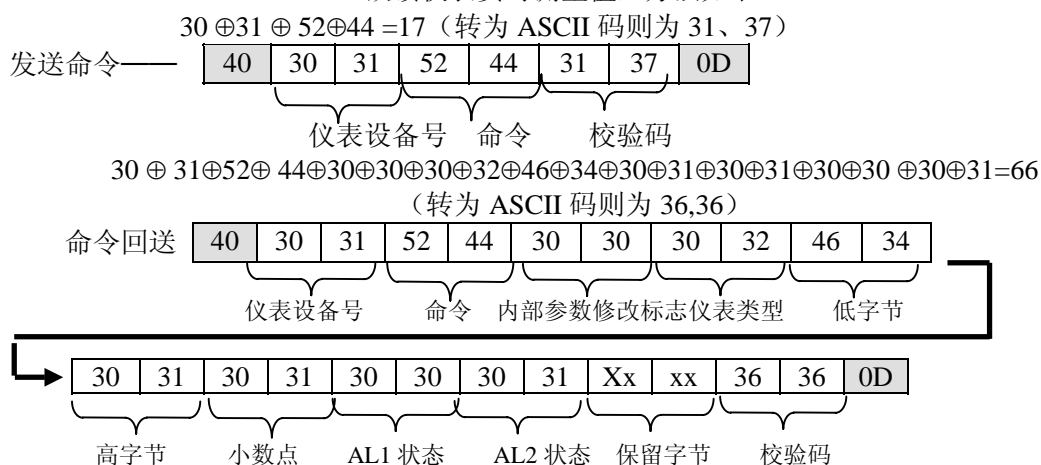 30 ⊕31 ⊕ 52⊕44 =17（转为 ASCII 码则为 31、37）
发送命令—— 40 30 31 52 44 31 37 0D
仪表设备号 命令 校验码
30 ⊕ 31⊕52⊕ 44⊕30⊕30⊕30⊕32⊕46⊕34⊕30⊕31⊕30⊕31⊕30⊕30 ⊕30⊕31=66
（转为 ASCII 码则为 36,36）
命令回送 40 30 31 52 44 30 30 30 32 46 34
仪表设备号 命令 内部参数修改标志 仪表类型 低字节
30 31 30 31 30 30 30 31 Xx xx 36 36 0D
高字节 小数点 AL1 状态 AL2 状态 保留字节 校验码